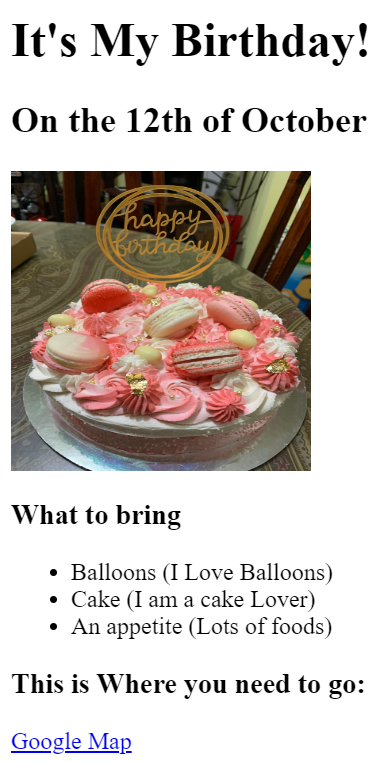 It's My Birthday!
On the 12th of October
happy
birthday
What to bring
• Balloons (I Love Balloons)
• Cake (I am a cake Lover)
• An appetite (Lots of foods)
This is Where you need to go:
Google Map